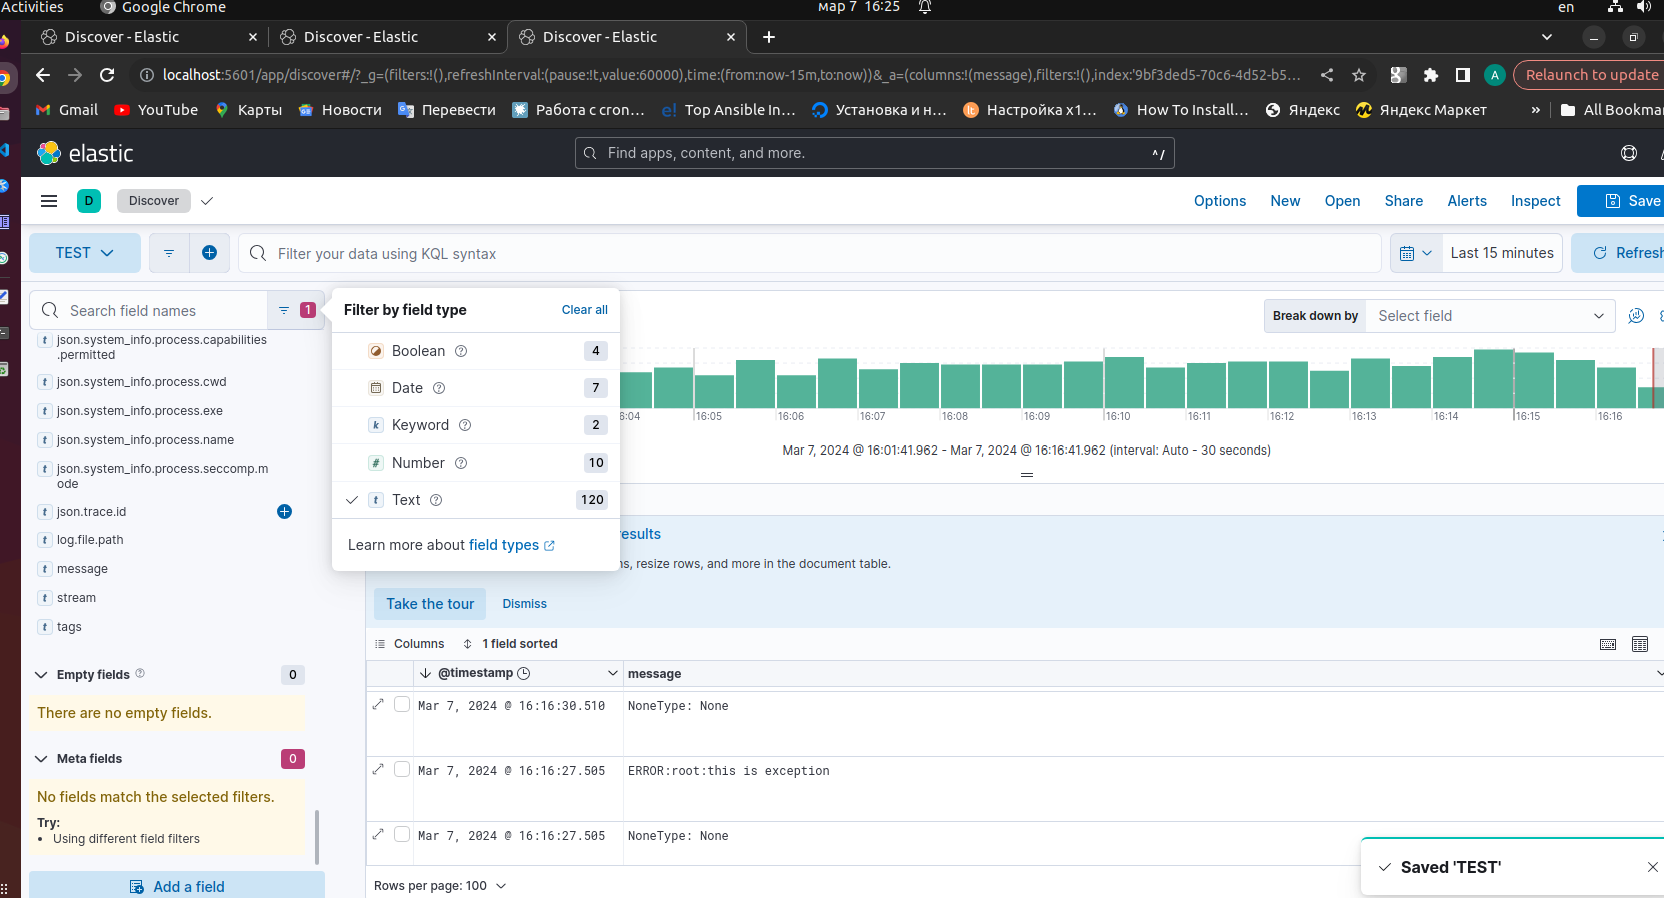 Activities
Google Chrome
мар 7 16:25
en
Discover - Elastic
Discover - Elastic
Discover - Elastic
localhost:5601/app/discover#/?_g=(filters:!(),refreshInterval:(pause:!t,value:60000),time:(from:now-15m,to:now))&_a=(columns:!(message),filters:!(),index:'9bf3ded5-70c6-4d52-b5...
A
Relaunch to update
Gmail
YouTube
Карты
Новости
Перевести
Работа с cron...
e! Top Ansible In...
Установка и н...
Настройка x1...
How To Install...
Яндекс
Яндекс Маркет
»
All Bookmar
elastic
Find apps, content, and more.
^/
D
Discover
Options
New
Open
Share
Alerts
Inspect
Save
TEST
Filter your data using KQL syntax
Last 15 minutes
Refresh
Search field names
1
json.system_info.process.capabilities
.permitted
json.system_info.process.cwd
json.system_info.process.exe
json.system_info.process.name
json.system_info.process.seccomp.m
ode
json.trace.id
log.file.path
message
stream
tags
Empty fields
0
There are no empty fields.
Meta fields
0
No fields match the selected filters.
Try:
• Using different field filters
Add a field
Filter by field type
Clear all
Boolean
4
Date
7
k Keyword
2
# Number
10
t Text
120
Learn more about field types
Break down by
Select field
6:04
16:05
16:06
16:07
16:08
16:09
16:10
16:11
16:12
16:13
16:14
16:15
16:16
Mar 7, 2024 @ 16:01:41.962 - Mar 7, 2024 @ 16:16:41.962 (interval: Auto - 30 seconds)
results
ns, resize rows, and more in the document table.
Take the tour
Dismiss
Columns
1 field sorted
@timestamp
message
Mar 7, 2024 @ 16:16:30.510
NoneType: None
Mar 7, 2024 @ 16:16:27.505
ERROR:root:this is exception
Mar 7, 2024 @ 16:16:27.505
NoneType: None
Rows per page: 100
Saved 'TEST'